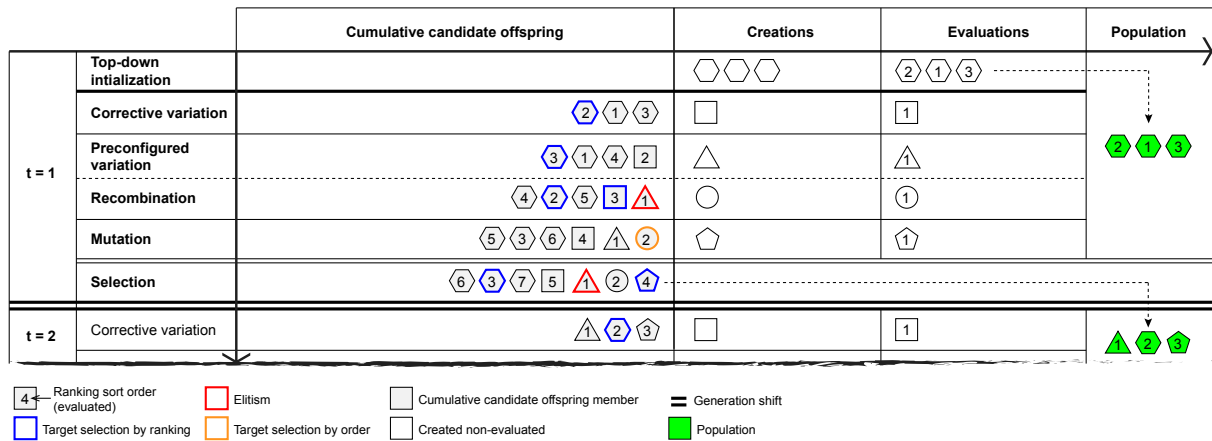 Cumulative candidate offspring Creations Evaluations Population
Top-down
intialization
2 1 3
Corrective variation
2 1 3
1
t = 1
Preconfigured
variation
3 1 4 2
1
2 1 3
Recombination
4 2 5 3 1
1
Mutation
5 3 6 4 1 2
1
Selection
6 3 7 5 1 2 4
t = 2
Corrective variation
1 2 3
1
1 2 3
4
Ranking sort order
(evaluated)
Elitism
Cumulative candidate offspring member
Generation shift
Target selection by ranking
Target selection by order
Created non-evaluated
Population